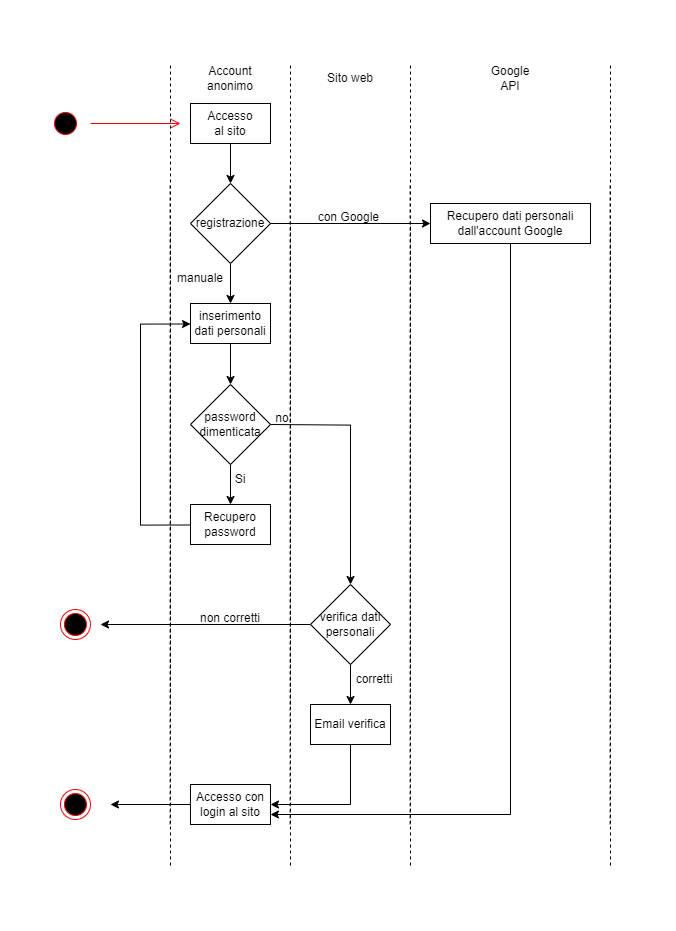 Account
anonimo
Sito web
Google
API
Accesso
al sito
registrazione
con Google
Recupero dati personali
dall'account Google
manuale
inserimento
dati personali
password
dimenticata
no
Si
Recupero
password
non corretti
verifica dati
personali
corretti
Email verifica
Accesso con
login al sito